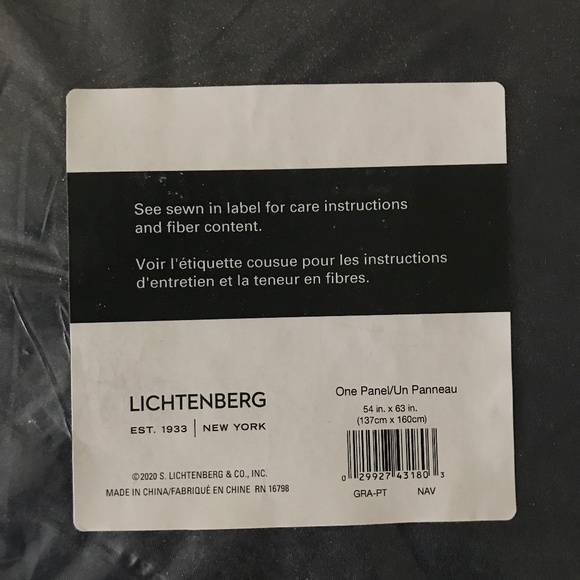 See sewn in label for care instructions
and fiber content.
Voir l'étiquette cousue pour les instructions
d'entretien et la teneur en fibres.
LICHTENBERG
EST. 1933 | NEW YORK
©2020 S. LICHTENBERG & CO., INC.
MADE IN CHINA/FABRIQUÉ EN CHINE RN 16798
One Panel/Un Panneau
54 in. x 63 in.
(137cm x 160cm)
0 29927 43180 3
GRA-PT NAV